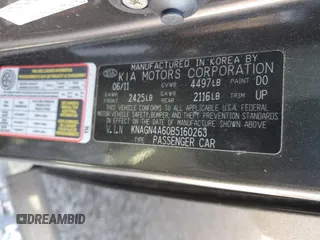 MANUFACTURED IN KOREA BY
KIA MOTORS CORPORATION
06/11 GVWR 4497LB PAINT D0
GAWR FRONT 2425LB GAWR REAR 2116LB TRIM UP
THIS VEHICLE CONFORMS TO ALL APPLICABLE U.S.A. FEDERAL
MOTOR VEHICLE SAFETY, BUMPER, AND THEFT PREVENTION STANDARDS
IN EFFECT ON THE DATE OF MANUFACTURE SHOWN ABOVE.
V.I.N KNAGN4A60B5160263
TYPE: PASSENGER CAR
DREAMBID